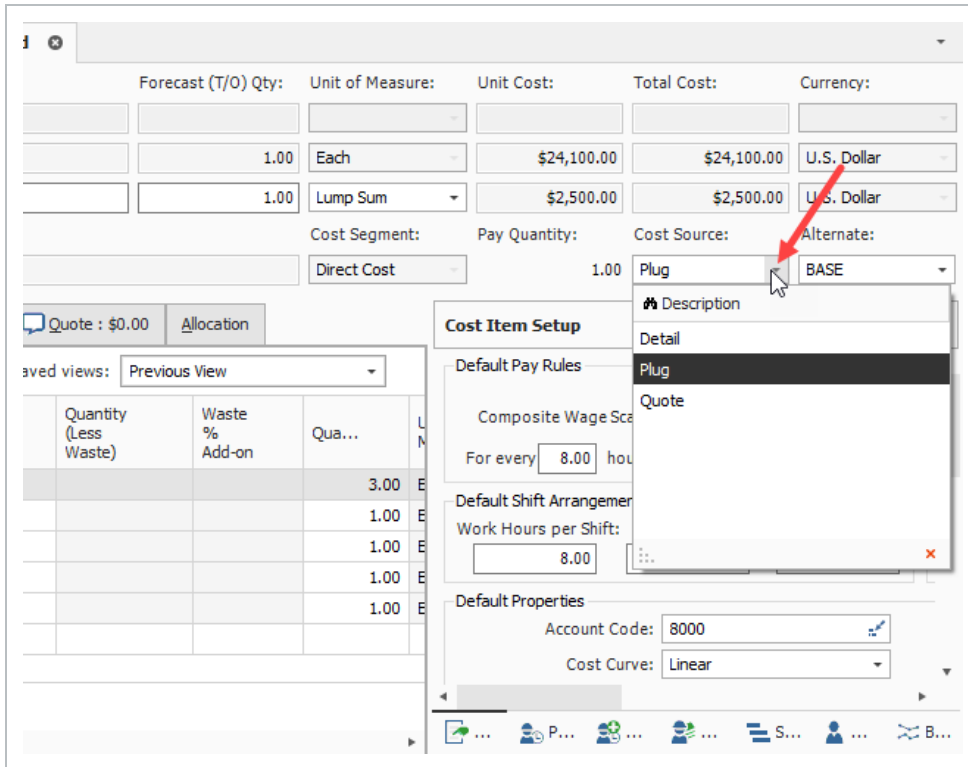 d
Forecast (T/O) Qty: Unit of Measure: Unit Cost: Total Cost: Currency:
1.00 Each $24,100.00 $24,100.00 U.S. Dollar
1.00 Lump Sum $2,500.00 $2,500.00 U.S. Dollar
Cost Segment: Pay Quantity: Cost Source: Alternate:
Direct Cost 1.00 Plug BASE
Description
Detail
Plug
Quote
Quote : $0.00 Allocation
aved views: Previous View
Quantity
(Less
Waste)
Waste
%
Add-on
Qua...
U
M
3.00 E
1.00 E
1.00 E
1.00 E
1.00 E
Cost Item Setup
Default Pay Rules
Composite Wage Sca
For every 8.00 hou
Default Shift Arrangemen
Work Hours per Shift:
8.00
Default Properties
Account Code: 8000
Cost Curve: Linear
... P... ... ... S... ... B...